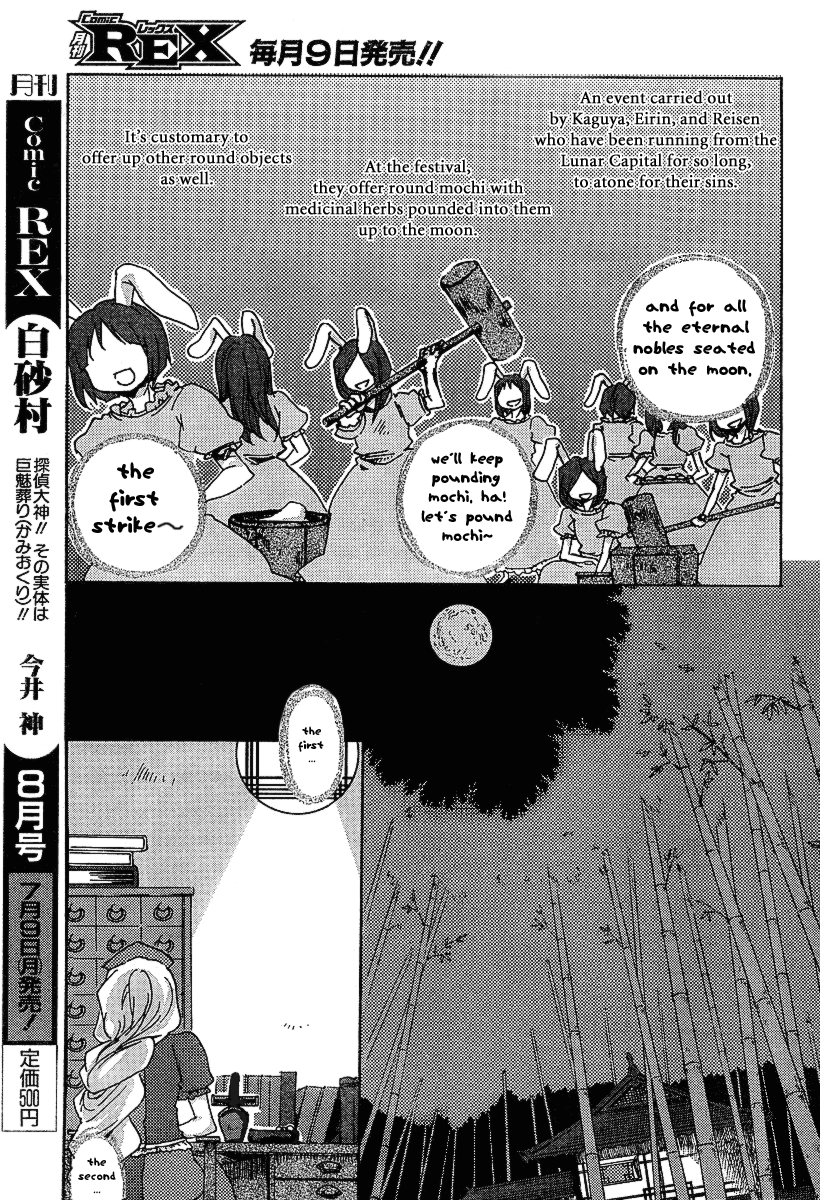 Comic
月刊
レックス
REX
毎月9日発売!!
An event carried out
by Kaguya, Eirin, and Reisen
who have been running from the
Lunar Capital for so long,
to atone for their sins.
At the festival,
they offer round mochi with
medicinal herbs pounded into them
up to the moon.
It's customary to
offer up other round objects
as well.
and for all
the eternal
nobles seated
on the moon,
we'll keep
pounding
mochi, ha!
let's pound
mochi~
the
first
strike~
the
first
...
the
second
...
月刊
Comic REX
白砂村
探偵大神!! その実体は
巨魁葬り〈かみおくり〉!!
今井 神
8月号
7月9日月発売!
定価500円